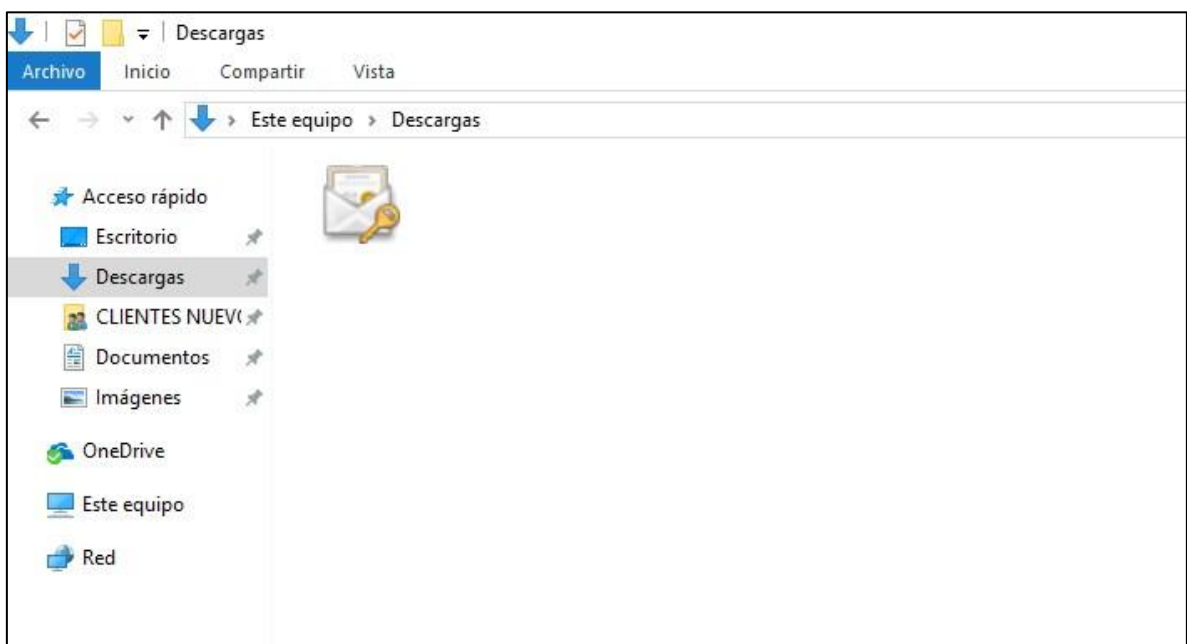 Descargas
Archivo Inicio Compartir Vista
Este equipo > Descargas
Acceso rápido
Escritorio
Descargas
CLIENTES NUEVO
Documentos
Imágenes
OneDrive
Este equipo
Red